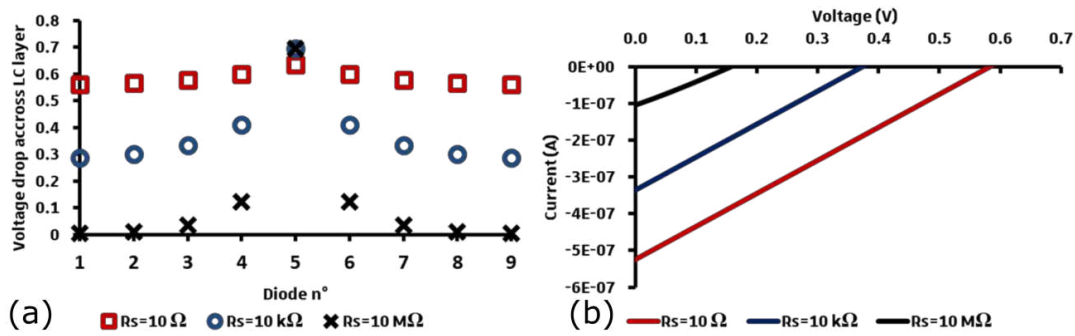 Voltage drop accross LC layer
0.8
0.7
0.6
0.5
0.4
0.3
0.2
0.1
0
1 2 3 4 5 6 7 8 9
Diode n°
(a)
Rs=10 Ω Rs=10 kΩ Rs=10 MΩ
Voltage (V)
0.0 0.1 0.2 0.3 0.4 0.5 0.6 0.7
Current (A)
0E+00
-1E-07
-2E-07
-3E-07
-4E-07
-5E-07
-6E-07
(b)
Rs=10 Ω Rs=10 kΩ Rs=10 MΩ